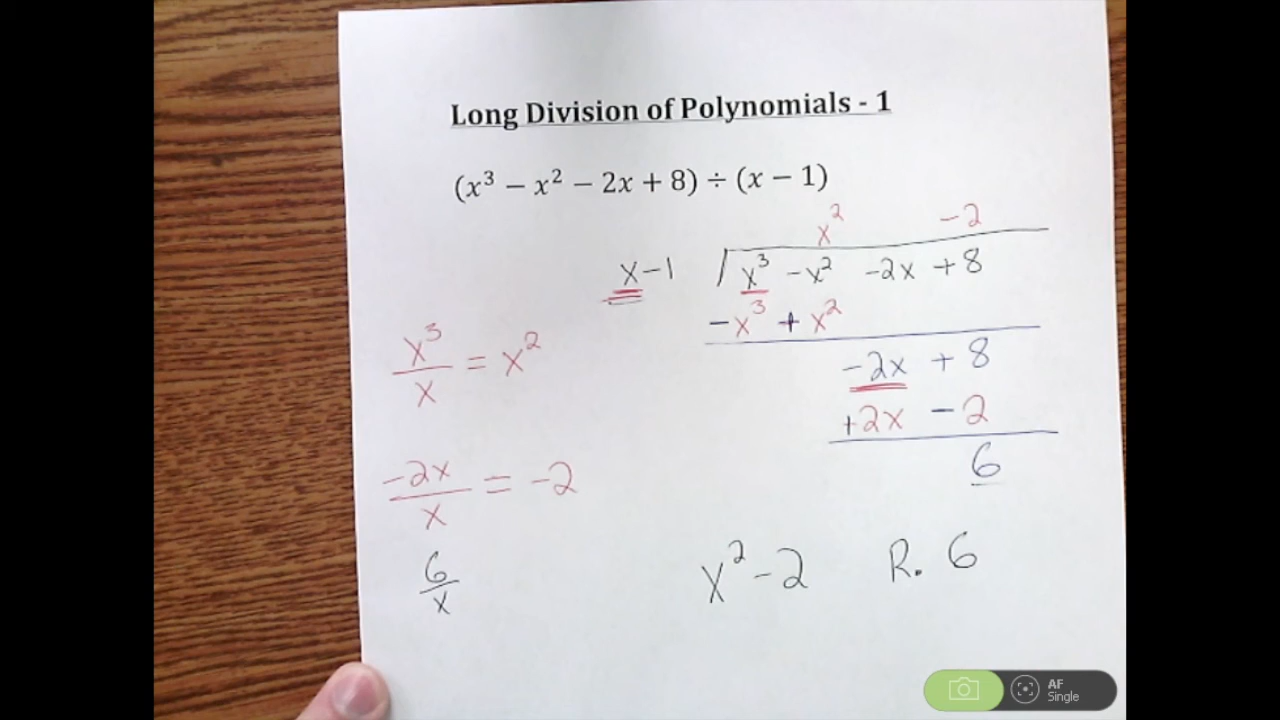 Long Division of Polynomials - 1
(x³ − x² − 2x + 8) ÷ (x − 1)
x² -2
x-1 x³ -x² -2x +8
-x³ + x²
x³/x = x²
-2x + 8
+2x - 2
6
-2x/x = -2
6/x
x² - 2 R. 6
AF
Single